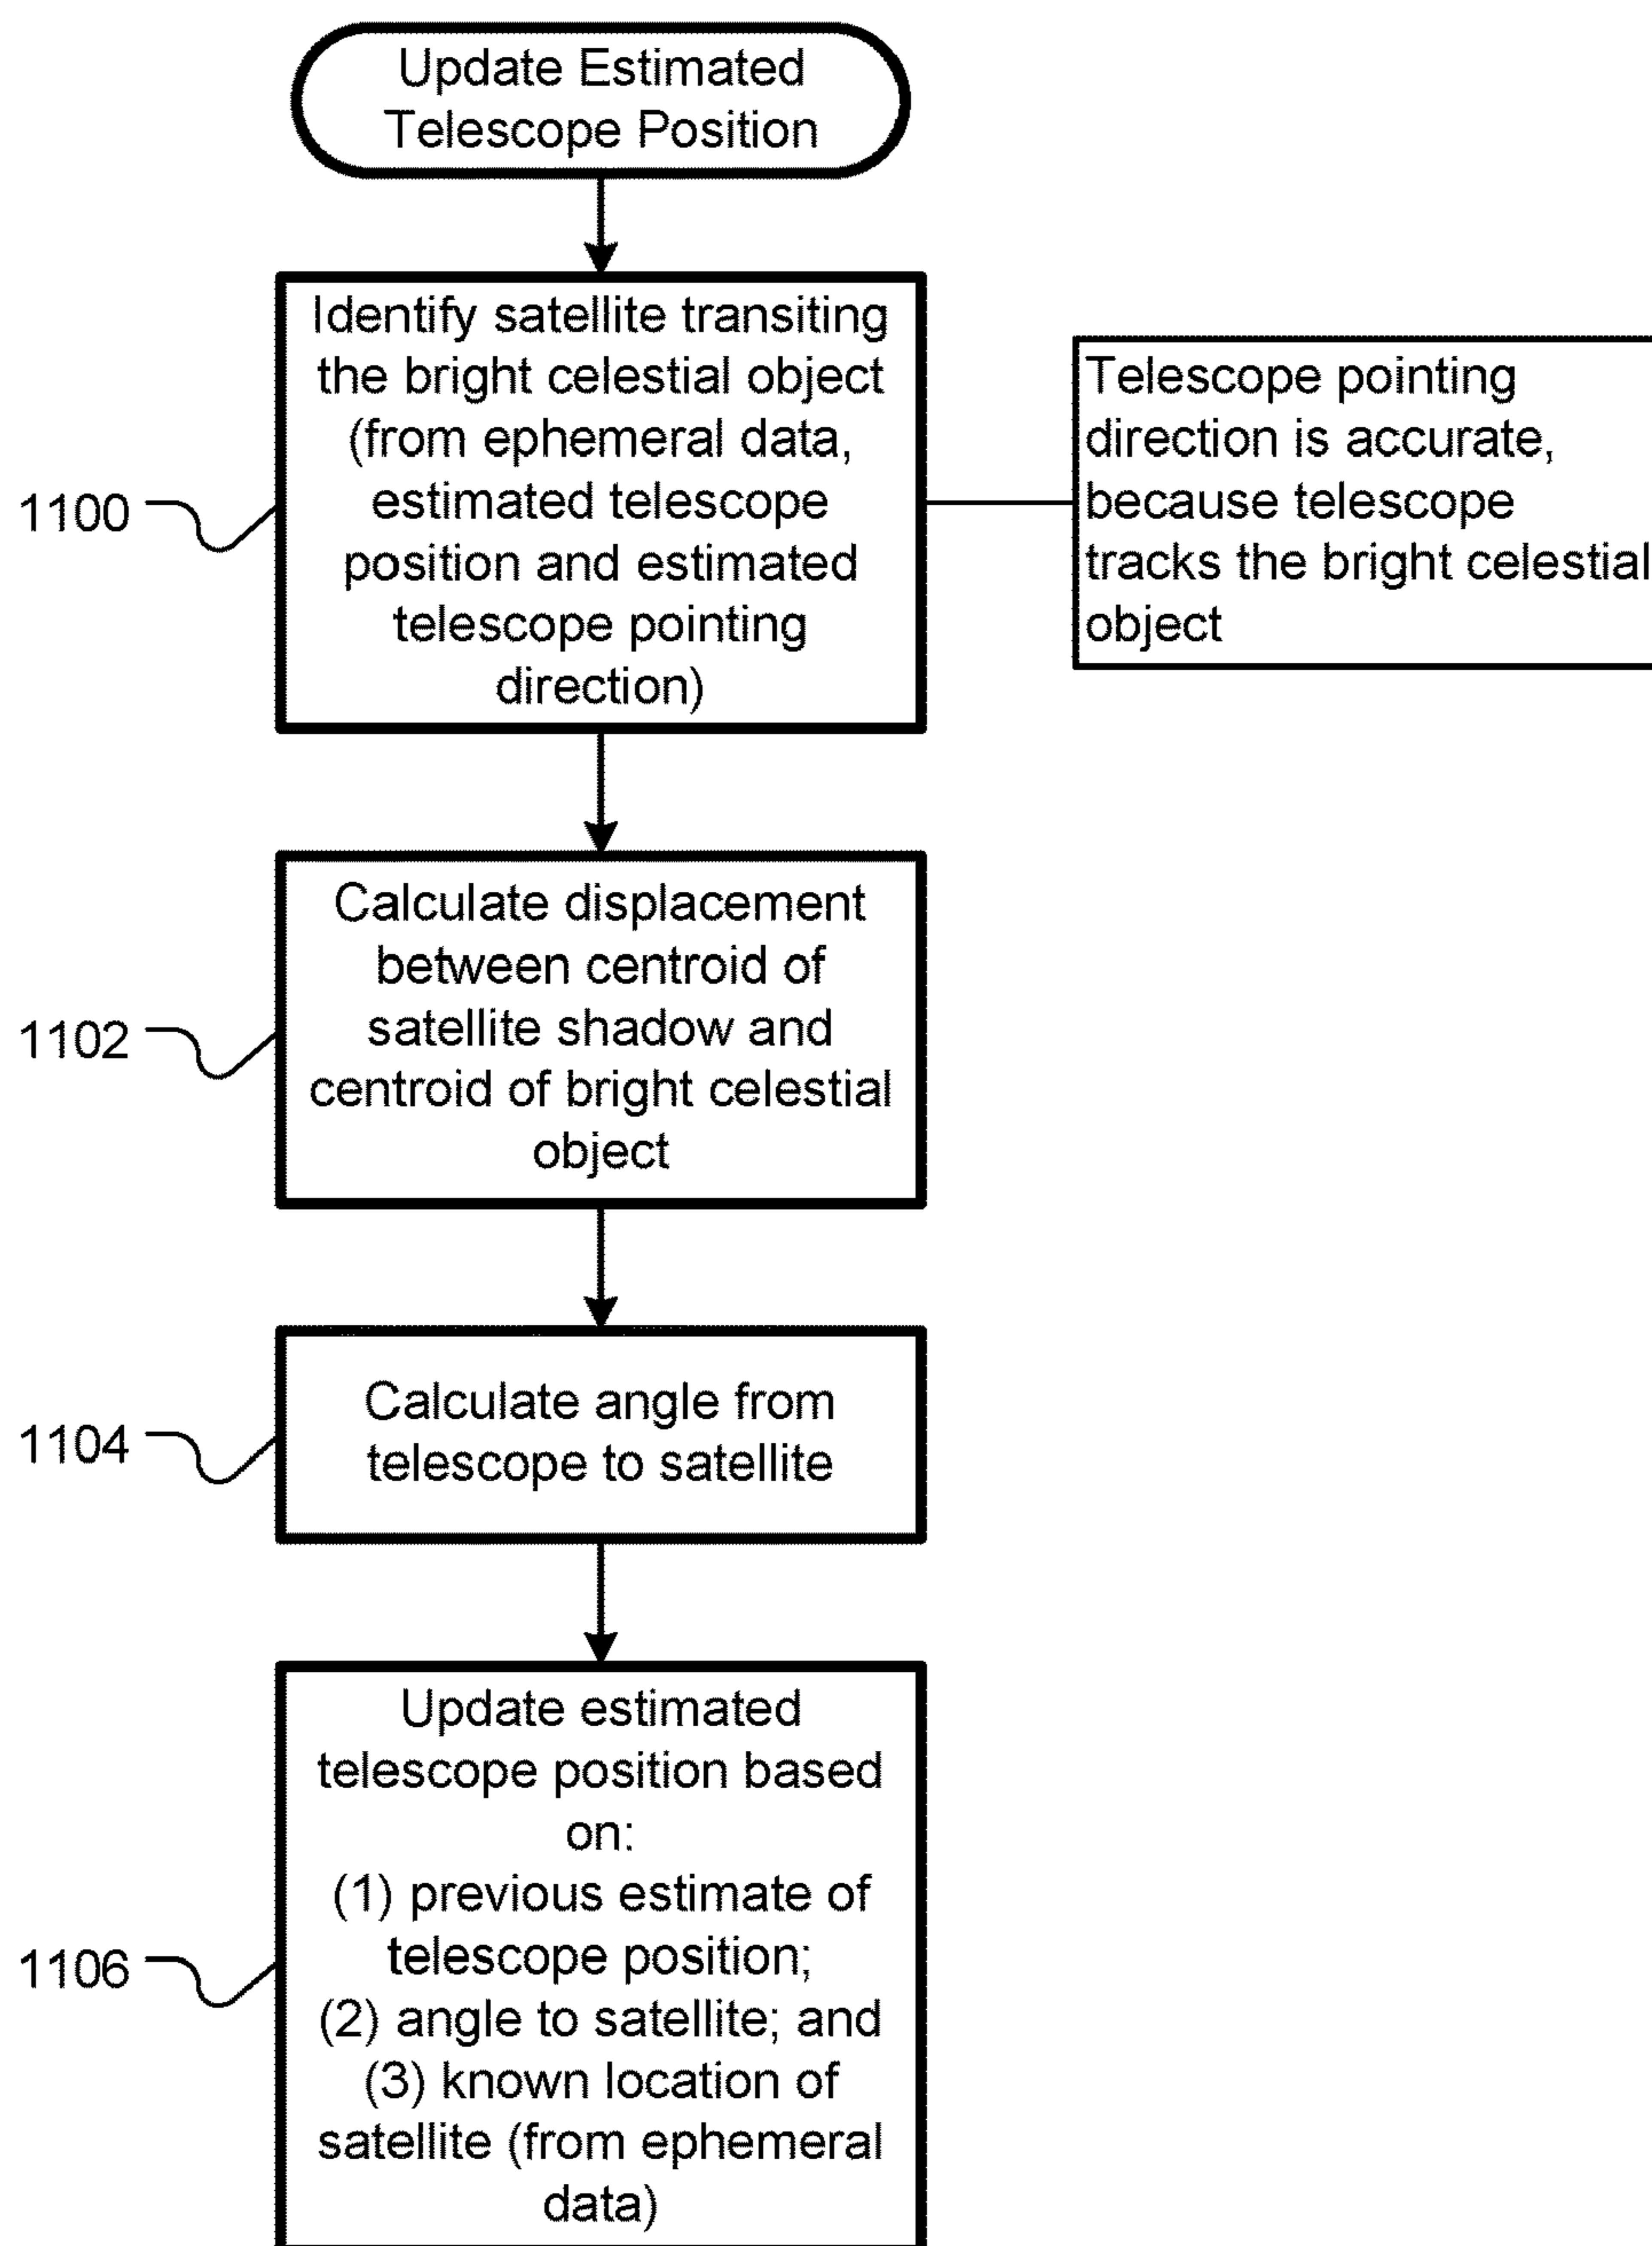 Update Estimated
Telescope Position
Identify satellite transiting
the bright celestial object
(from ephemeral data,
estimated telescope
position and estimated
telescope pointing
direction)
1100
Telescope pointing
direction is accurate,
because telescope
tracks the bright celestial
object
Calculate displacement
between centroid of
satellite shadow and
centroid of bright celestial
object
1102
Calculate angle from
telescope to satellite
1104
Update estimated
telescope position based
on:
(1) previous estimate of
telescope position;
(2) angle to satellite; and
(3) known location of
satellite (from ephemeral
data)
1106